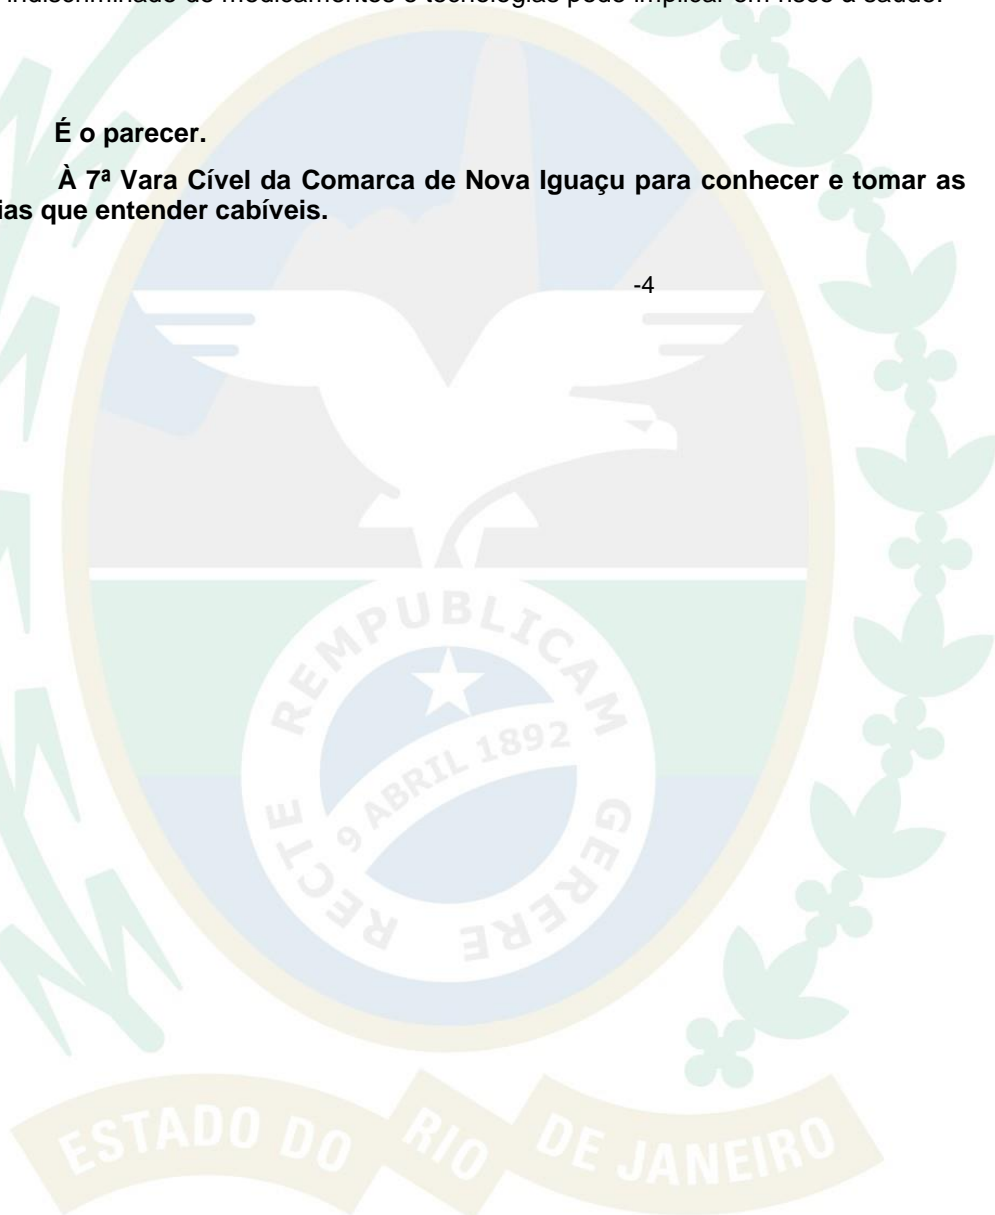 indiscriminado de medicamentos e tecnologias pode implicar em risco à saúde.
É o parecer.
À 7ª Vara Cível da Comarca de Nova Iguaçu para conhecer e tomar as
ias que entender cabíveis.
-4
REMPUBLICAM
9 ABRIL 1892
RECTE GERERE
ESTADO DO RIO DE JANEIRO